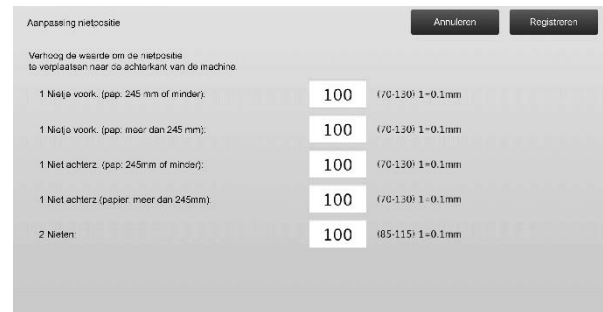 Aanpassing nietpositie
Annuleren
Registreren
Verhoog de waarde om de nietpositie
te verplaatsen naar de achterkant van de machine.
1 Nietje voork. (pap. 245 mm of minder):
100
(70-130) 1=0.1mm
1 Nietje voork. (pap: meer dan 245 mm):
100
(70-130) 1=0.1mm
1 Niet achterz. (pap: 245mm of minder):
100
(70-130) 1=0.1mm
1 Niet achterz.(papier: meer dan 245mm):
100
(70-130) 1=0.1mm
2 Nieten:
100
(85-115) 1=0.1mm